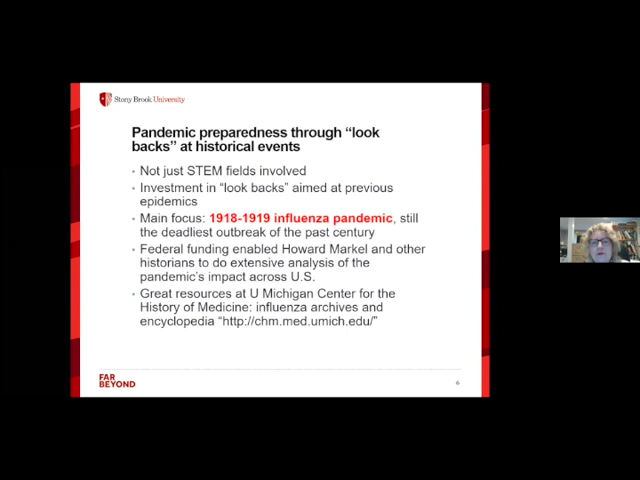 Stony Brook University
Pandemic preparedness through “look
backs” at historical events
• Not just STEM fields involved
• Investment in “look backs” aimed at previous
epidemics
• Main focus: 1918-1919 influenza pandemic, still
the deadliest outbreak of the past century
• Federal funding enabled Howard Markel and other
historians to do extensive analysis of the
pandemic’s impact across U.S.
• Great resources at U Michigan Center for the
History of Medicine: influenza archives and
encyclopedia “http://chm.med.umich.edu/”
FAR
BEYOND
6